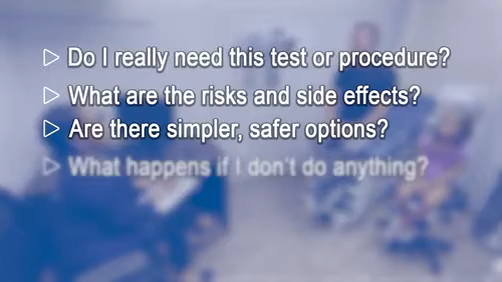 Do I really need this test or procedure?
What are the risks and side effects?
Are there simpler, safer options?
What happens if I don't do anything?